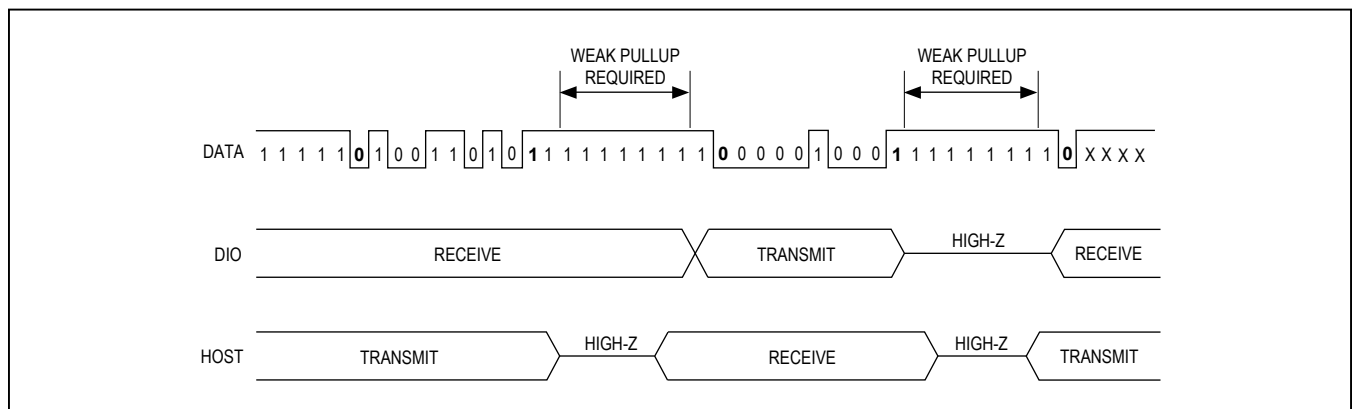 WEAK PULLUP REQUIRED
WEAK PULLUP REQUIRED
DATA 1 1 1 1 1 0 1 0 0 1 1 0 1 0 1 1 1 1 1 1 1 1 1 1 0 0 0 0 0 1 0 0 0 1 1 1 1 1 1 1 1 1 0 X X X X
DIO RECEIVE TRANSMIT HIGH-Z RECEIVE
HOST TRANSMIT HIGH-Z RECEIVE HIGH-Z TRANSMIT